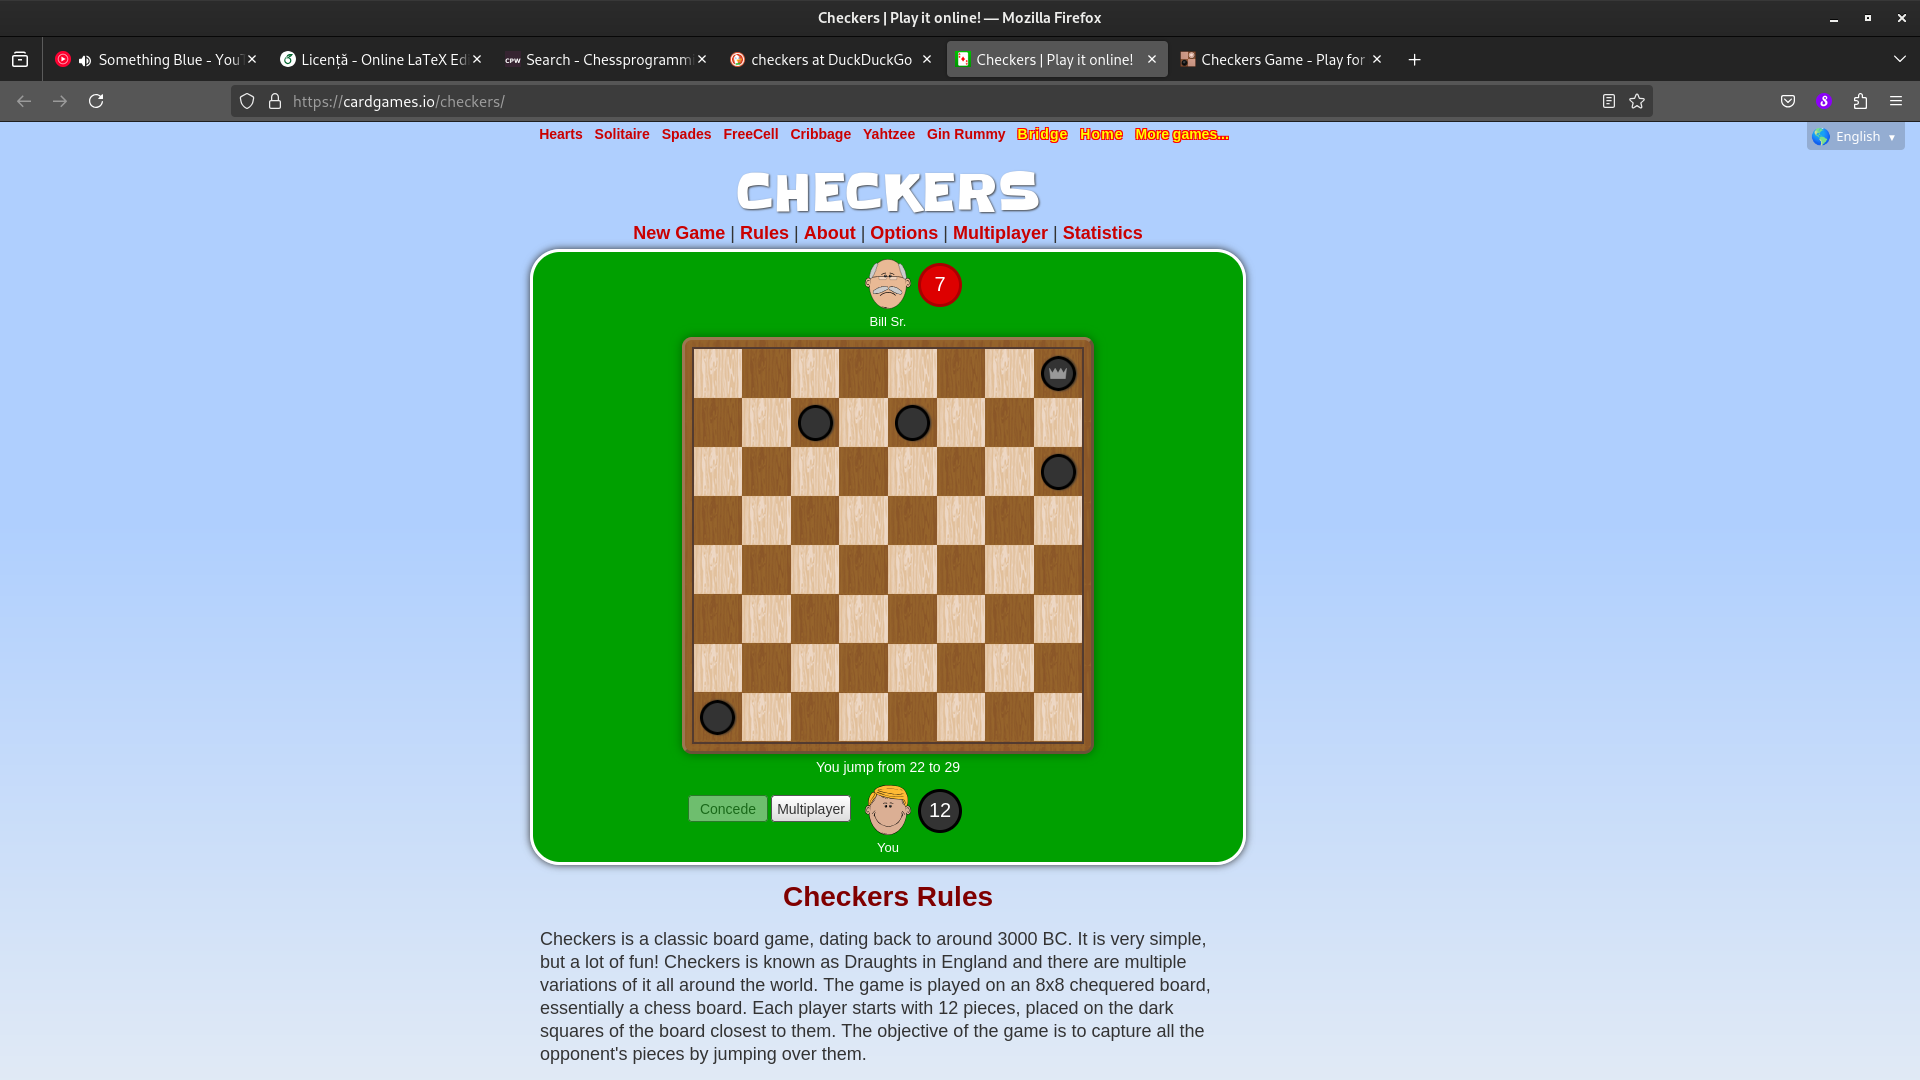 Checkers | Play it online! — Mozilla Firefox
Something Blue - You
Licență - Online LaTeX Ed
CPW Search - Chessprogramm
checkers at DuckDuckGo
Checkers | Play it online!
Checkers Game - Play for
https://cardgames.io/checkers/
Hearts Solitaire Spades FreeCell Cribbage Yahtzee Gin Rummy Bridge Home More games...
English
CHECKERS
New Game | Rules | About | Options | Multiplayer | Statistics
7
Bill Sr.
You jump from 22 to 29
Concede
Multiplayer
12
You
Checkers Rules
Checkers is a classic board game, dating back to around 3000 BC. It is very simple,
but a lot of fun! Checkers is known as Draughts in England and there are multiple
variations of it all around the world. The game is played on an 8x8 chequered board,
essentially a chess board. Each player starts with 12 pieces, placed on the dark
squares of the board closest to them. The objective of the game is to capture all the
opponent's pieces by jumping over them.